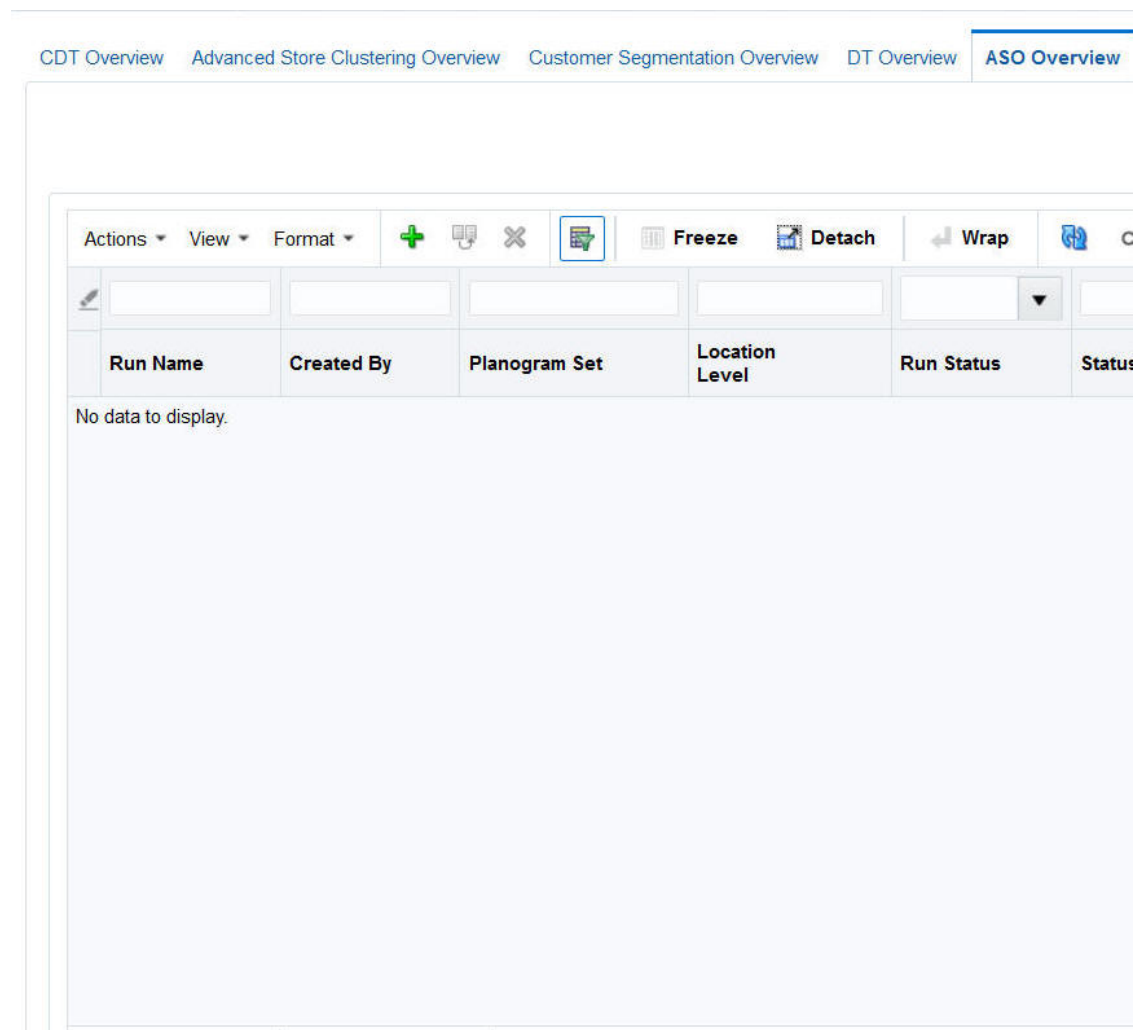 CDT Overview Advanced Store Clustering Overview Customer Segmentation Overview DT Overview ASO Overview
Actions View Format Freeze Detach Wrap
Run Name Created By Planogram Set Location Level Run Status Status
No data to display.